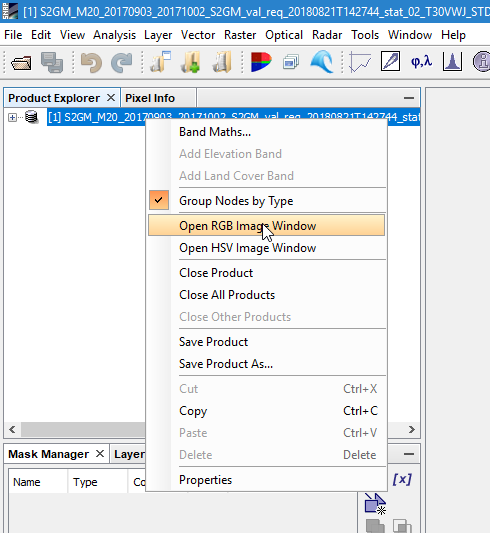 [1] S2GM_M20_20170903_20171002_S2GM_val_req_20180821T142744_stat_02_T30VWJ_STD
File Edit View Analysis Layer Vector Raster Optical Radar Tools Window Help
φ,λ
Product Explorer × Pixel Info
[1] S2GM_M20_20170903_20171002_S2GM_val_req_20180821T142744_stat
Band Maths...
Add Elevation Band
Add Land Cover Band
Group Nodes by Type
Open RGB Image Window
Open HSV Image Window
Close Product
Close All Products
Close Other Products
Save Product
Save Product As...
Cut Ctrl+X
Copy Ctrl+C
Paste Ctrl+V
Delete Delete
Properties
Mask Manager × Layer
Name Type Co
[x]